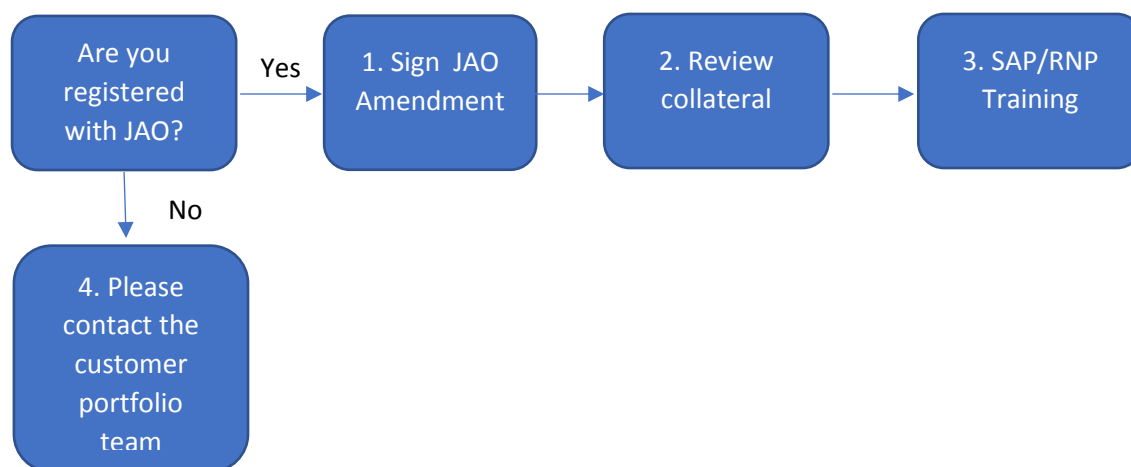 Are you
registered
with JAO?
Yes
1. Sign  JAO
Amendment
2. Review
collateral
3. SAP/RNP
Training
No
4. Please
contact the
customer
portfolio
team